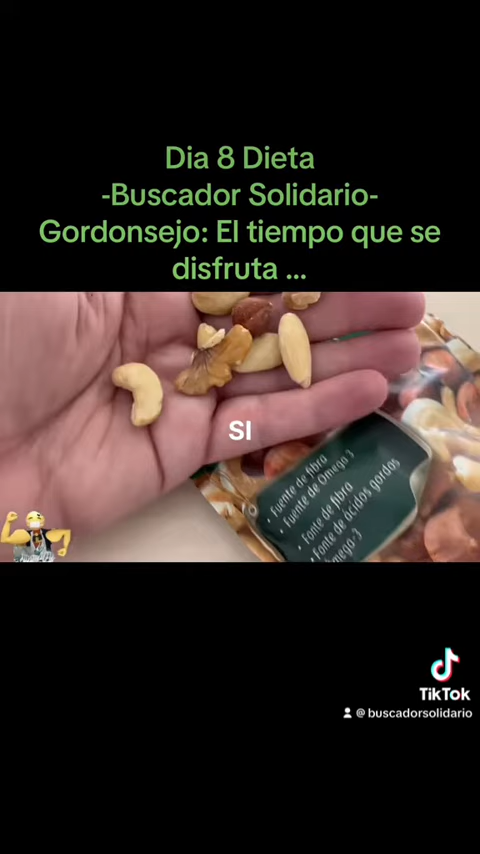 Dia 8 Dieta
-Buscador Solidario-
Gordonsejo: El tiempo que se
disfruta ...
SI
• Fuente de fibra
• Fuente de Omega-3
• Fonte de fibra
• Fonte de ácidos gordos
Omega-3
TikTok
@buscadorsolidario